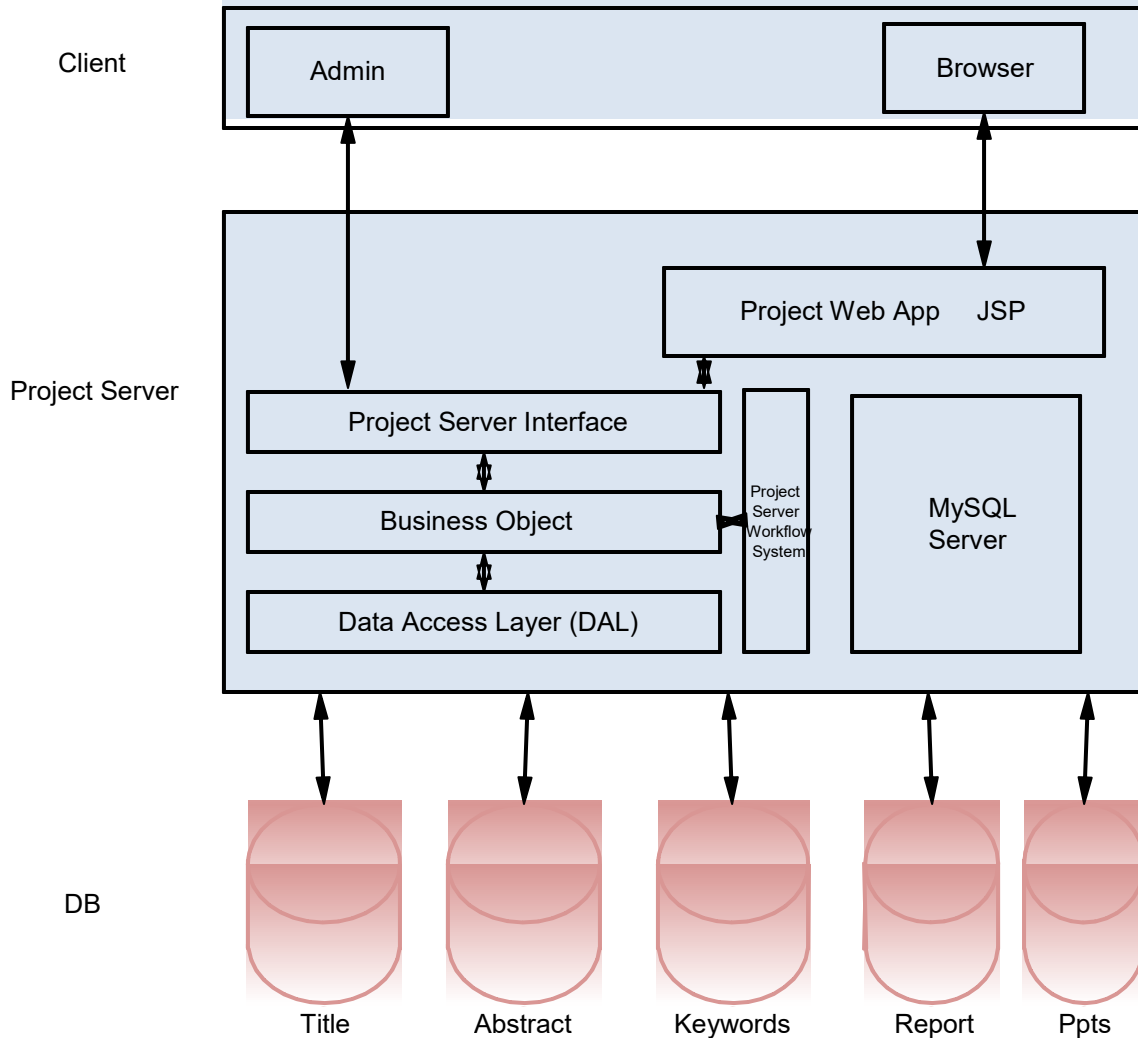 Client
Admin
Browser
Project Web App JSP
Project Server
Project Server Interface
Project
Server
Workflow
System
MySQL
Server
Business Object
Data Access Layer (DAL)
DB
Title
Abstract
Keywords
Report
Ppts